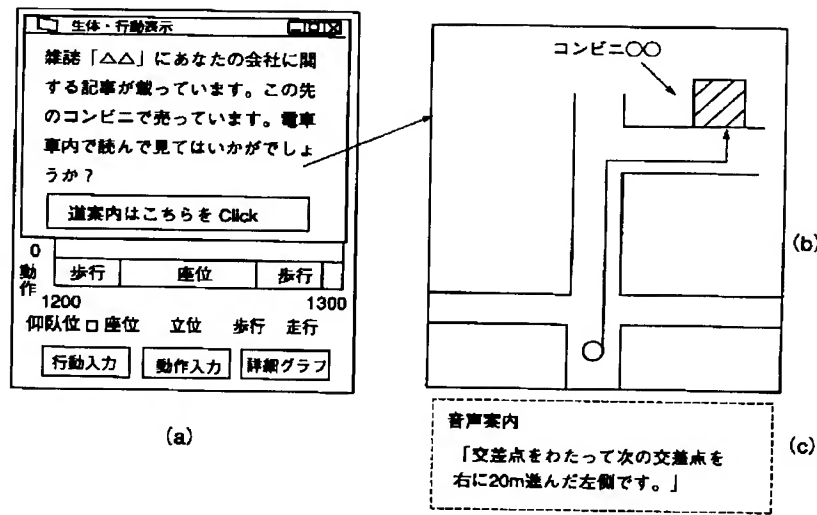 生体・行動表示
雑誌「△△」にあなたの会社に関
する記事が載っています。この先
のコンビニで売っています。電車
車内で読んで見てはいかがでしょ
うか？
道案内はこちらを Click
0
動作
歩行 座位 歩行
1200 1300
仰臥位 □ 座位 立位 歩行 走行
行動入力 動作入力 詳細グラフ
(a)
コンビニ○○
(b)
音声案内
「交差点をわたって次の交差点を
右に20m進んだ左側です。」
(c)